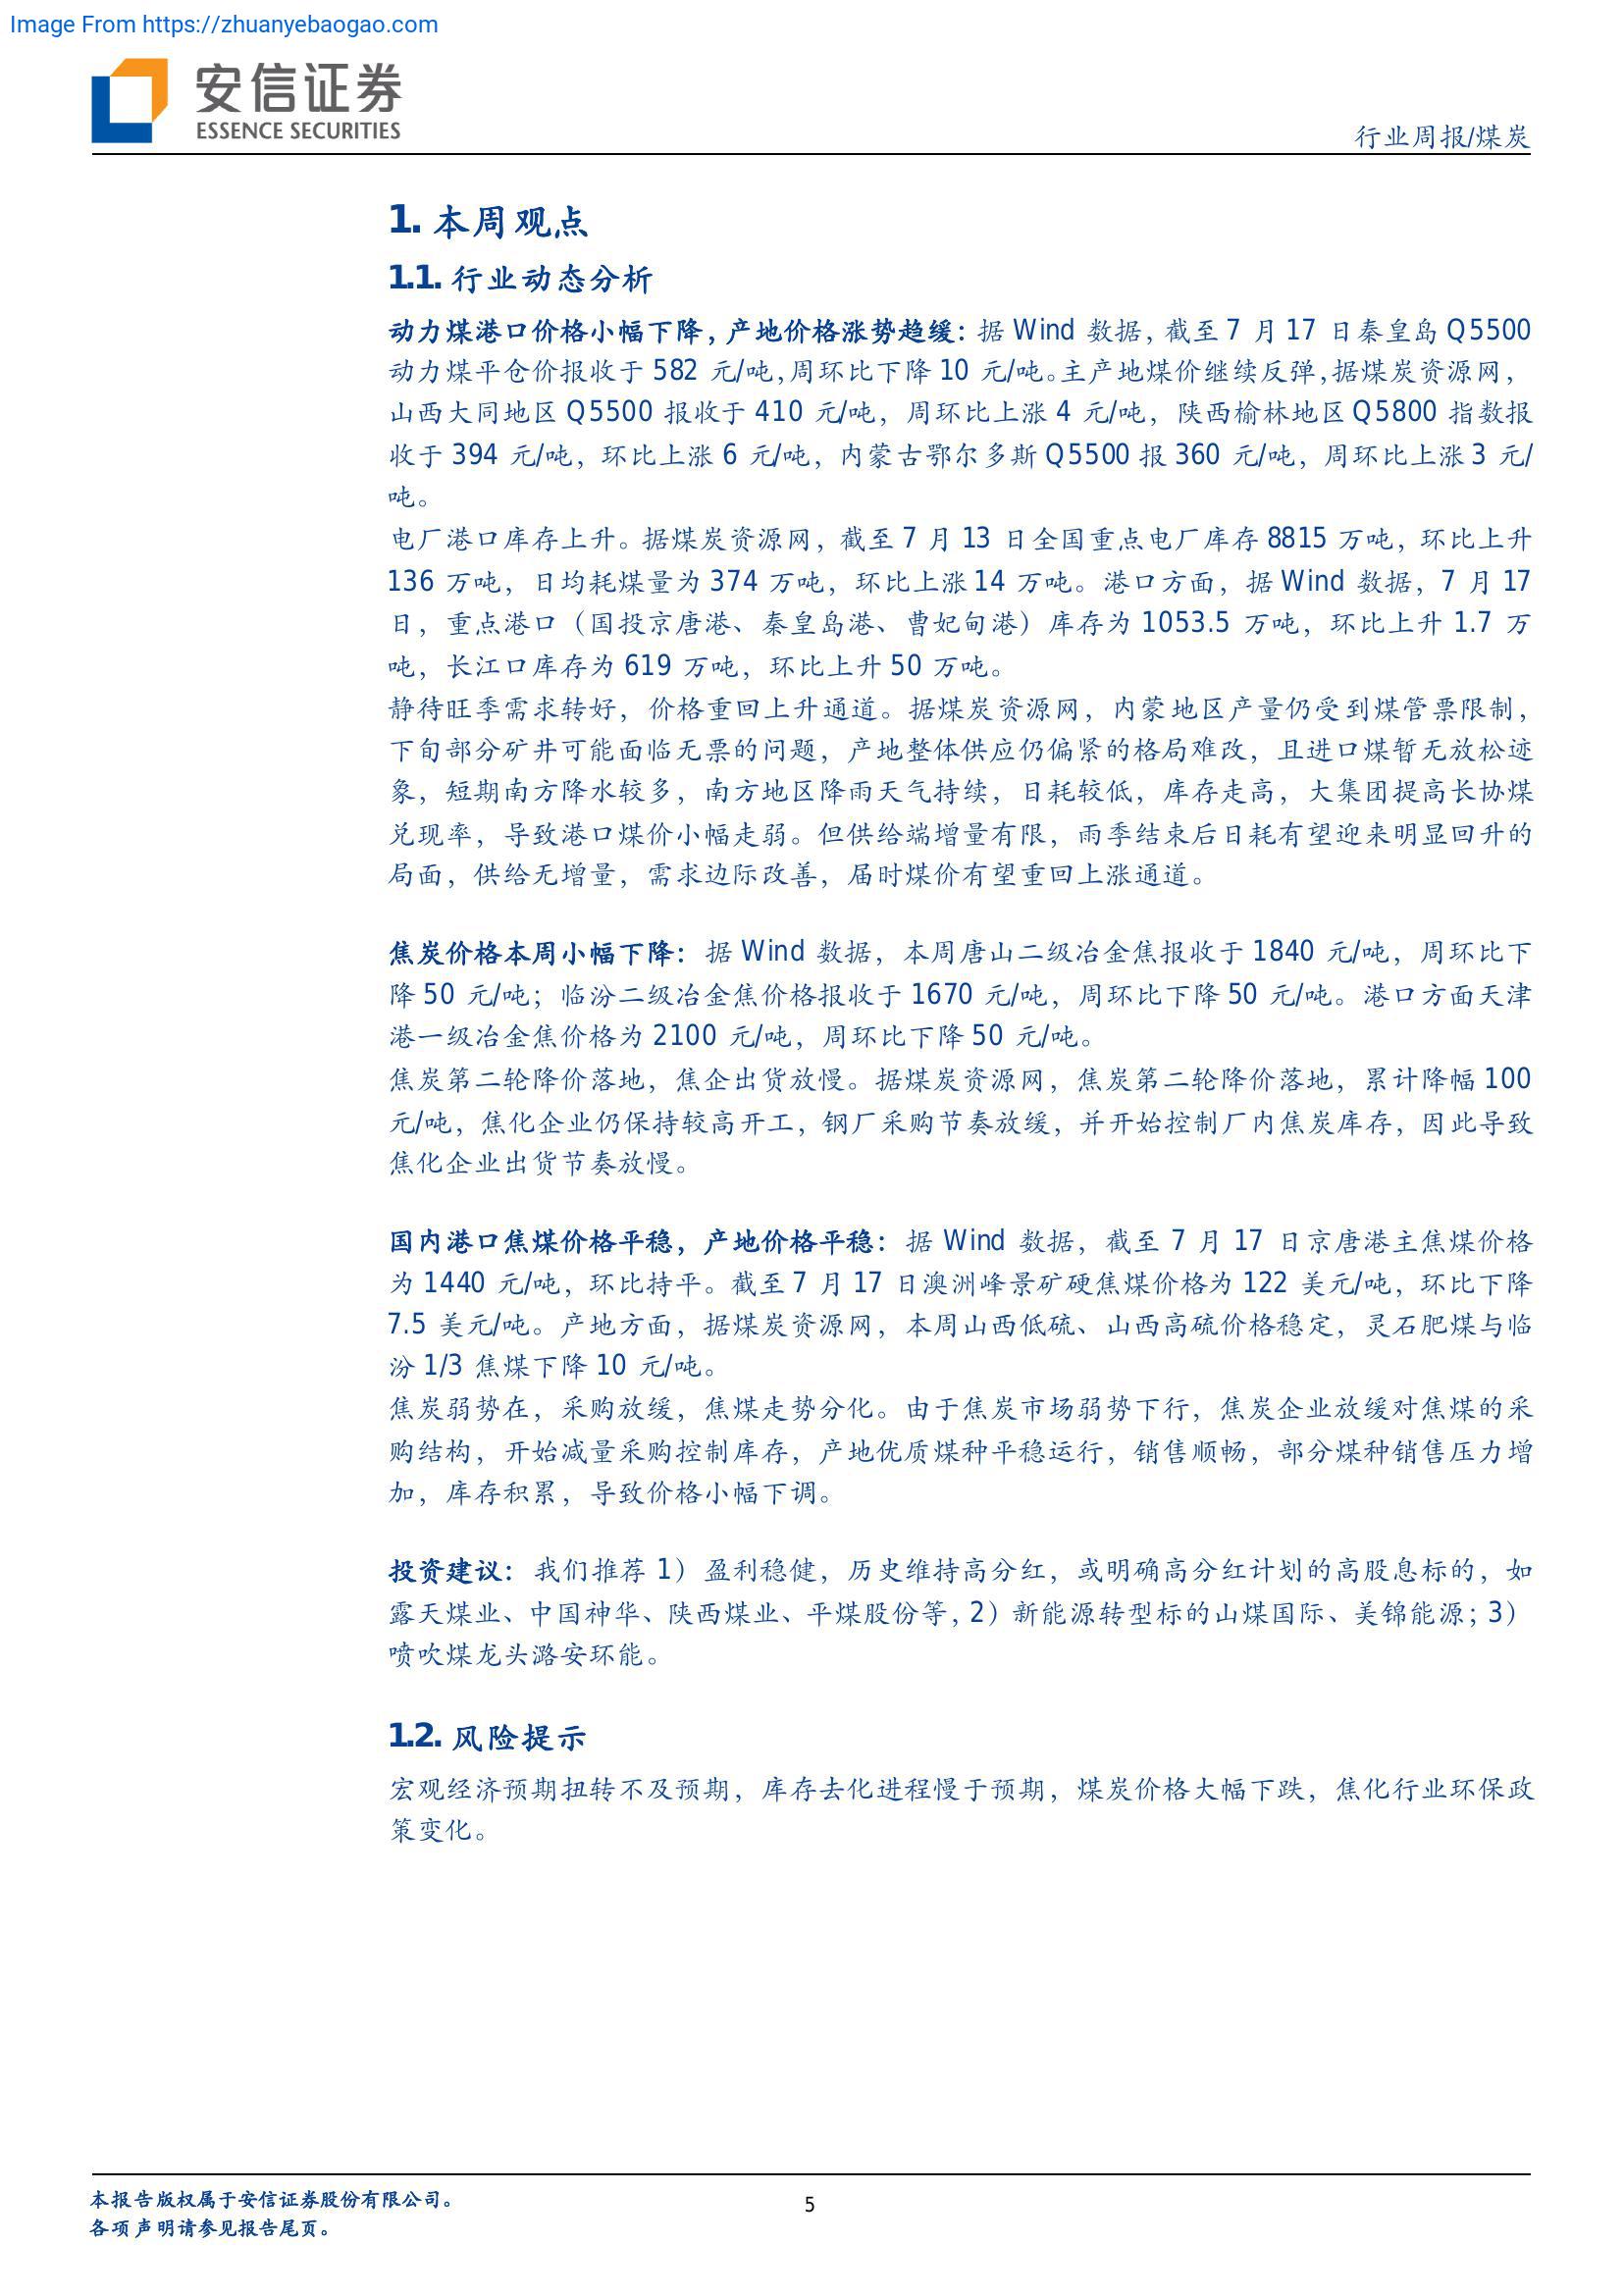 Image From https://zhuanyebaogao.com
安信证券
ESSENCE SECURITIES
行业周报/煤炭
1. 本周观点
1.1. 行业动态分析
动力煤港口价格小幅下降，产地价格涨势趋缓：据 Wind 数据，截至 7 月 17 日秦皇岛 Q5500
动力煤平仓价报收于 582 元/吨，周环比下降 10 元/吨。主产地煤价继续反弹，据煤炭资源网，
山西大同地区 Q5500 报收于 410 元/吨，周环比上涨 4 元/吨，陕西榆林地区 Q5800 指数报
收于 394 元/吨，环比上涨 6 元/吨，内蒙古鄂尔多斯 Q5500 报 360 元/吨，周环比上涨 3 元/
吨。
电厂港口库存上升。据煤炭资源网，截至 7 月 13 日全国重点电厂库存 8815 万吨，环比上升
136 万吨，日均耗煤量为 374 万吨，环比上涨 14 万吨。港口方面，据 Wind 数据，7 月 17
日，重点港口（国投京唐港、秦皇岛港、曹妃甸港）库存为 1053.5 万吨，环比上升 1.7 万
吨，长江口库存为 619 万吨，环比上升 50 万吨。
静待旺季需求转好，价格重回上升通道。据煤炭资源网，内蒙地区产量仍受到煤管票限制，
下旬部分矿井可能面临无票的问题，产地整体供应仍偏紧的格局难改，且进口煤暂无放松迹
象，短期南方降水较多，南方地区降雨天气持续，日耗较低，库存走高，大集团提高长协煤
兑现率，导致港口煤价小幅走弱。但供给端增量有限，雨季结束后日耗有望迎来明显回升的
局面，供给无增量，需求边际改善，届时煤价有望重回上涨通道。
焦炭价格本周小幅下降：据 Wind 数据，本周唐山二级冶金焦报收于 1840 元/吨，周环比下
降 50 元/吨；临汾二级冶金焦价格报收于 1670 元/吨，周环比下降 50 元/吨。港口方面天津
港一级冶金焦价格为 2100 元/吨，周环比下降 50 元/吨。
焦炭第二轮降价落地，焦企出货放慢。据煤炭资源网，焦炭第二轮降价落地，累计降幅 100
元/吨，焦化企业仍保持较高开工，钢厂采购节奏放缓，并开始控制厂内焦炭库存，因此导致
焦化企业出货节奏放慢。
国内港口焦煤价格平稳，产地价格平稳：据 Wind 数据，截至 7 月 17 日京唐港主焦煤价格
为 1440 元/吨，环比持平。截至 7 月 17 日澳洲峰景矿硬焦煤价格为 122 美元/吨，环比下降
7.5 美元/吨。产地方面，据煤炭资源网，本周山西低硫、山西高硫价格稳定，灵石肥煤与临
汾 1/3 焦煤下降 10 元/吨。
焦炭弱势在，采购放缓，焦煤走势分化。由于焦炭市场弱势下行，焦炭企业放缓对焦煤的采
购结构，开始减量采购控制库存，产地优质煤种平稳运行，销售顺畅，部分煤种销售压力增
加，库存积累，导致价格小幅下调。
投资建议：我们推荐 1）盈利稳健，历史维持高分红，或明确高分红计划的高股息标的，如
露天煤业、中国神华、陕西煤业、平煤股份等，2）新能源转型标的山煤国际、美锦能源；3）
喷吹煤龙头潞安环能。
1.2. 风险提示
宏观经济预期扭转不及预期，库存去化进程慢于预期，煤炭价格大幅下跌，焦化行业环保政
策变化。
本报告版权属于安信证券股份有限公司。
各项声明请参见报告尾页。
5